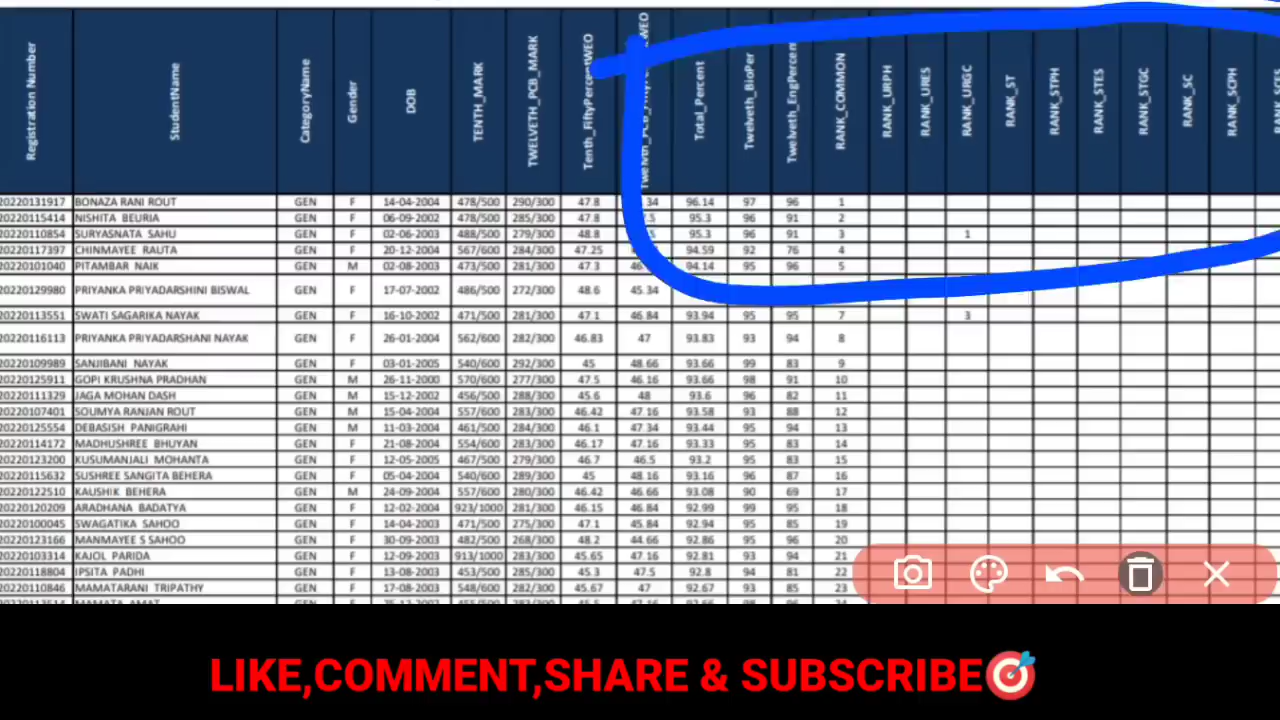 Registration Number StudentName CategoryName Gender DOB TENTH_MARK TWELVETH_PCB_MARK Tenth_FiftyPercentWEO Total_Percent Twelveth_BioPer Twelveth_EngPercent RANK_COMMON RANK_URPH RANK_URES RANK_URGC RANK_ST RANK_STPH RANK_STES RANK_STGC RANK_SC RANK_SCPH
20220131917 BONAZA RANI ROUT GEN F 14-04-2004 478/500 290/300 47.8 .34 96.14 97 96 1
20220115414 NISHITA BEURIA GEN F 06-09-2002 478/500 285/300 47.8 .5 95.3 96 91 2
20220110854 SURYASNATA SAHU GEN F 02-06-2003 488/500 279/300 48.8 95.3 96 91 3 1
20220117397 CHINMAYEE RAUTA GEN F 20-12-2004 567/600 284/300 47.25 94.59 92 76 4
20220101040 PITAMBAR NAIK GEN M 02-08-2003 473/500 281/300 47.3 46. 94.14 95 96 5
20220129980 PRIYANKA PRIYADARSHINI BISWAL GEN F 17-07-2002 486/500 272/300 48.6 45.34
20220113551 SWATI SAGARIKA NAYAK GEN F 16-10-2002 471/500 281/300 47.1 46.84 93.94 95 95 7 3
20220116113 PRIYANKA PRIYADARSHANI NAYAK GEN F 26-01-2004 562/600 282/300 46.83 47 93.83 93 94 8
20220109989 SANJIBANI NAYAK GEN F 03-01-2005 540/600 292/300 45 48.66 93.66 99 83 9
20220125911 GOPI KRUSHNA PRADHAN GEN M 26-11-2000 570/600 277/300 47.5 46.16 93.66 98 91 10
20220111329 JAGA MOHAN DASH GEN M 15-12-2002 456/500 288/300 45.6 48 93.6 96 82 11
20220107401 SOUMYA RANJAN ROUT GEN M 15-04-2004 557/600 283/300 46.42 47.16 93.58 93 88 12
20220125554 DEBASISH PANIGRAHI GEN M 11-03-2004 461/500 284/300 46.1 47.34 93.44 95 94 13
20220114172 MADHUSHREE BHUYAN GEN F 21-08-2004 554/600 283/300 46.17 47.16 93.33 95 83 14
20220123200 KUSUMANJALI MOHANTA GEN F 12-05-2005 467/500 279/300 46.7 46.5 93.2 95 83 15
20220115632 SUSHREE SANGITA BEHERA GEN F 05-04-2004 540/600 289/300 45 48.16 93.16 96 87 16
20220122510 KAUSHIK BEHERA GEN M 24-09-2004 557/600 280/300 46.42 46.66 93.08 90 69 17
20220120209 ARADHANA BADATYA GEN F 12-02-2004 923/1000 281/300 46.15 46.84 92.99 99 95 18
20220100045 SWAGATIKA SAHOO GEN F 14-04-2003 471/500 275/300 47.1 45.84 92.94 95 85 19
20220123166 MANMAYEE S SAHOO GEN F 30-09-2003 482/500 268/300 48.2 44.66 92.86 95 96 20
20220103314 KAJOL PARIDA GEN F 12-09-2003 913/1000 283/300 45.65 47.16 92.81 93 94 21
20220118804 IPSITA PADHI GEN F 13-08-2003 453/500 285/300 45.3 47.5 92.8 94 81 22
20220110846 MAMATARANI TRIPATHY GEN F 17-08-2003 548/600 282/300 45.67 47 92.67 93 85 23
LIKE,COMMENT,SHARE & SUBSCRIBE